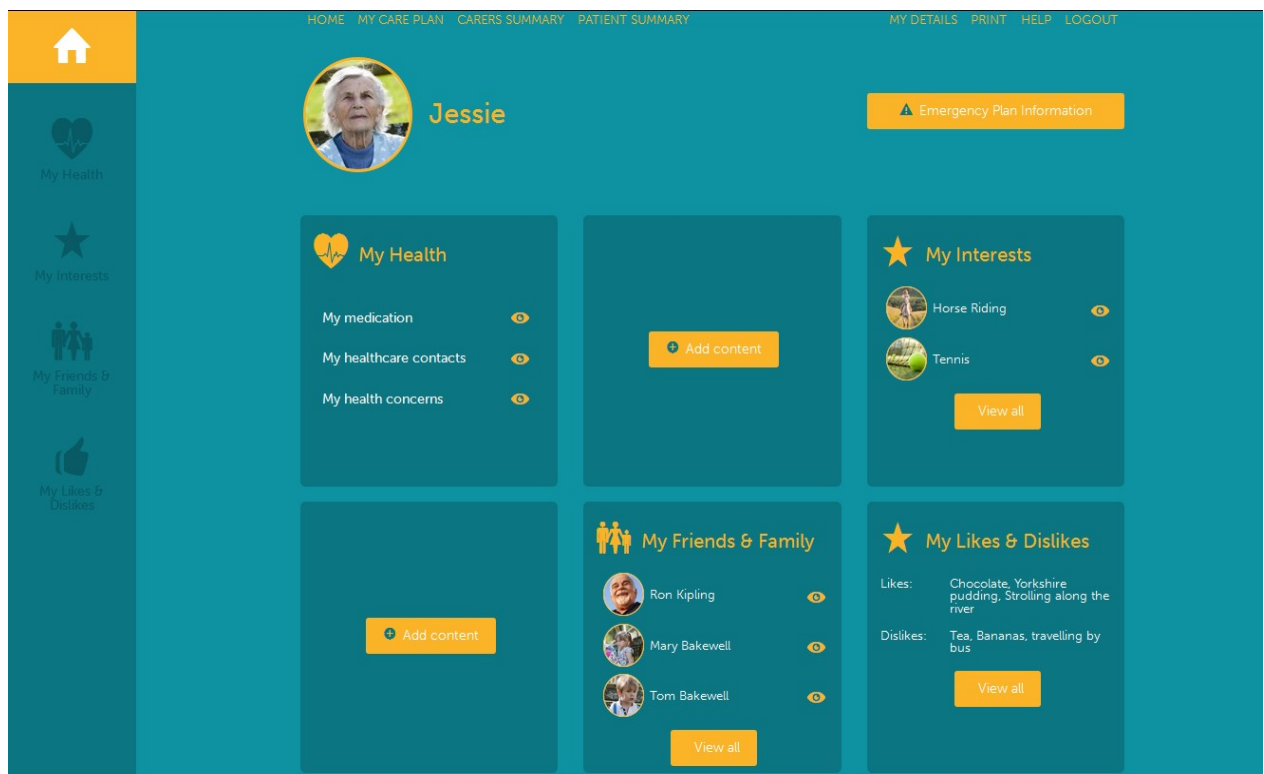 HOME MY CARE PLAN CARERS SUMMARY PATIENT SUMMARY
MY DETAILS PRINT HELP LOGOUT
Jessie
Emergency Plan Information
My Health
My Interests
My Friends &
Family
My Likes &
Dislikes
My Health
My medication
My healthcare contacts
My health concerns
Add content
My Interests
Horse Riding
Tennis
View all
Add content
My Friends & Family
Ron Kipling
Mary Bakewell
Tom Bakewell
View all
My Likes & Dislikes
Likes: Chocolate, Yorkshire
pudding, Strolling along the
river
Dislikes: Tea, Bananas, travelling by
bus
View all